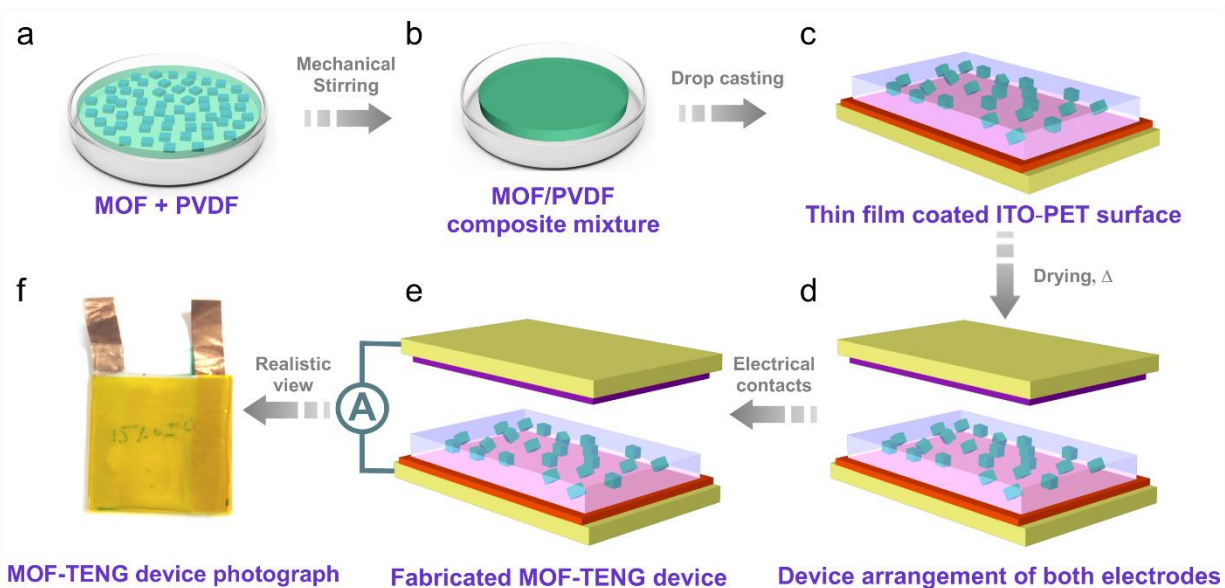 a
Mechanical
Stirring
b
Drop casting
c
MOF + PVDF
MOF/PVDF
composite mixture
Thin film coated ITO-PET surface
Drying, Δ
d
Device arrangement of both electrodes
Electrical
contacts
e
A
Fabricated MOF-TENG device
Realistic
view
f
MOF-TENG device photograph